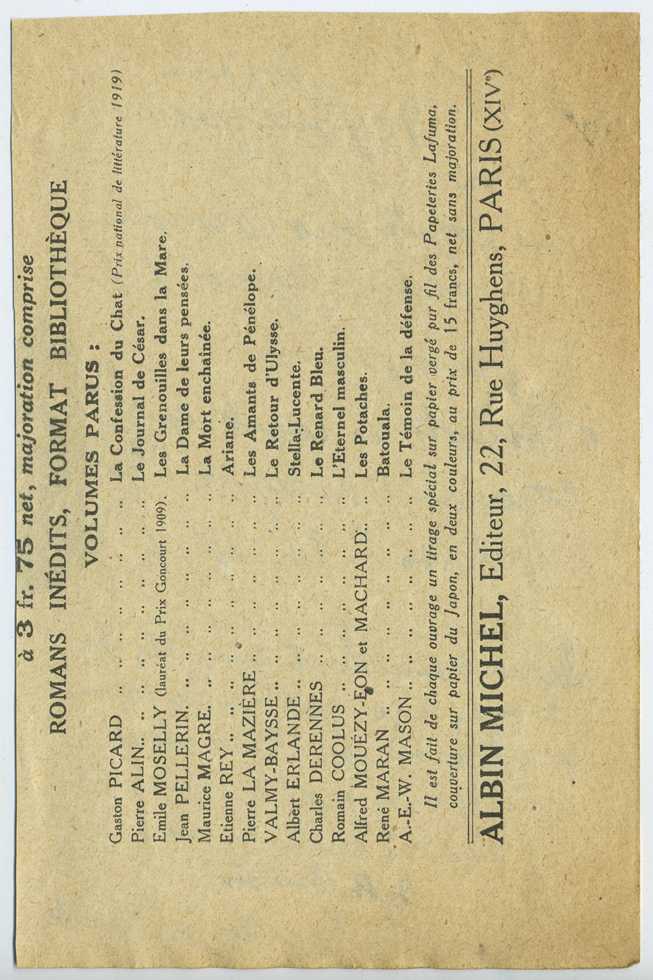 à 3 fr. 75 net, majoration comprise
ROMANS INÉDITS, FORMAT BIBLIOTHÈQUE
VOLUMES PARUS :
Gaston PICARD .. .. .. .. .. .. .. .. La Confession du Chat (Prix national de littérature 1919)
Pierre ALIN.. .. .. .. .. .. .. .. .. Le Journal de César.
Emile MOSELLY (lauréat du Prix Goncourt 1909). Les Grenouilles dans la Mare.
Jean PELLERIN. .. .. .. .. .. .. .. .. La Dame de leurs pensées.
Maurice MAGRE.. .. .. .. .. .. .. .. La Mort enchaînée.
Etienne REY .. .. .. .. .. .. .. .. .. Ariane.
Pierre LA MAZIÈRE .. .. .. .. .. .. .. Les Amants de Pénélope.
VALMY-BAYSSE .. .. .. .. .. .. .. .. Le Retour d'Ulysse.
Albert ERLANDE .. .. .. .. .. .. .. .. Stella-Lucente.
Charles DERENNES .. .. .. .. .. .. .. Le Renard Bleu.
Romain COOLUS .. .. .. .. .. .. .. .. L'Eternel masculin.
Alfred MOUÉZY-EON et MACHARD.. .. Les Potaches.
René MARAN .. .. .. .. .. .. .. .. .. Batouala.
A.-E.-W. MASON .. .. .. .. .. .. .. .. Le Témoin de la défense.
Il est fait de chaque ouvrage un tirage spécial sur papier vergé pur fil des Papeteries Lafuma,
couverture sur papier du Japon, en deux couleurs, au prix de 15 francs, net sans majoration.
ALBIN MICHEL, Editeur, 22, Rue Huyghens, PARIS (XIVe)